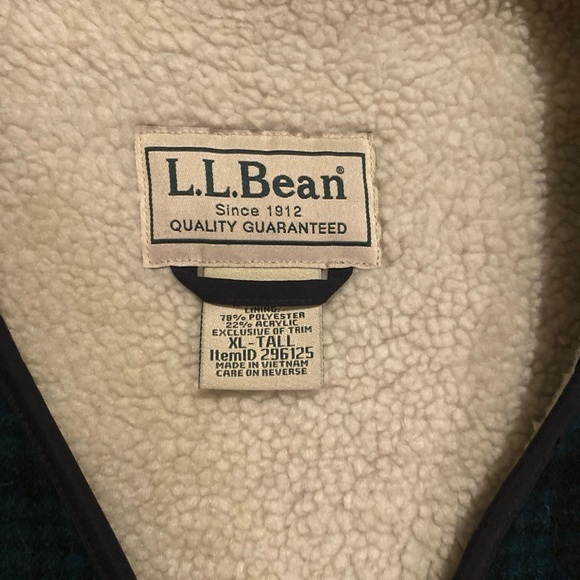 L.L.Bean®
Since 1912
QUALITY GUARANTEED
LINING:
78% POLYESTER
22% ACRYLIC
EXCLUSIVE OF TRIM
XL-TALL
ItemID 296125
MADE IN VIETNAM
CARE ON REVERSE